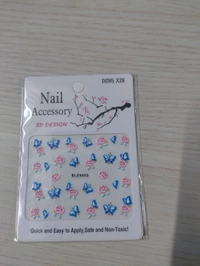 Nail
Accessory
3D DESIGN
Quick and Easy to Apply, Safe and Non-Toxic!